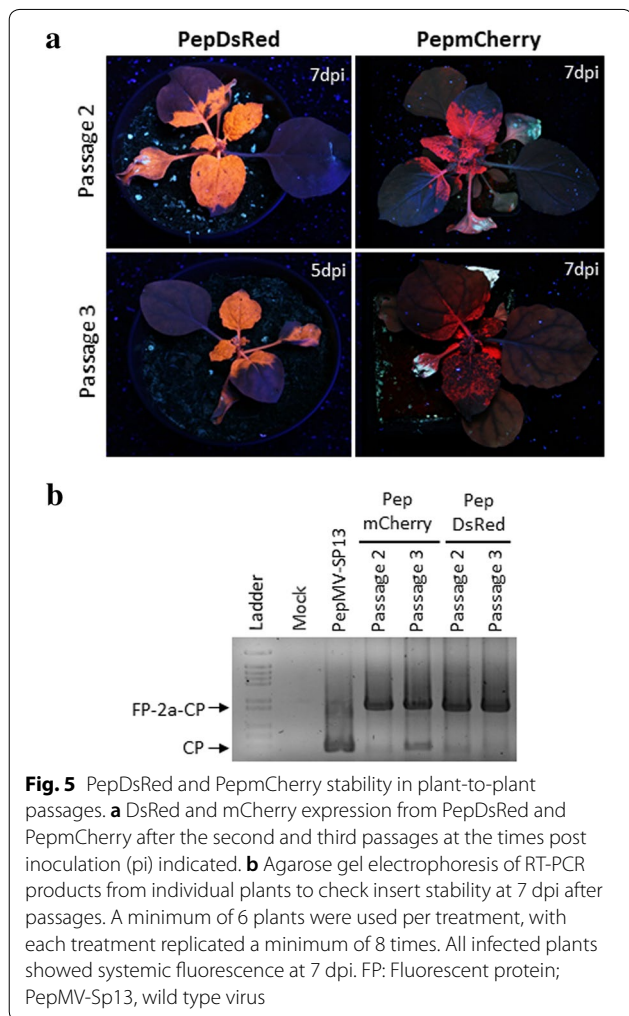 a
PepDsRed
PepmCherry
Passage 2
7dpi
7dpi
Passage 3
5dpi
7dpi
b
Pep
mCherry
Pep
DsRed
Ladder
Mock
PepMV-SP13
Passage 2
Passage 3
Passage 2
Passage 3
FP-2a-CP
CP
Fig. 5 PepDsRed and PepmCherry stability in plant-to-plant
passages. a DsRed and mCherry expression from PepDsRed and
PepmCherry after the second and third passages at the times post
inoculation (pi) indicated. b Agarose gel electrophoresis of RT-PCR
products from individual plants to check insert stability at 7 dpi after
passages. A minimum of 6 plants were used per treatment, with
each treatment replicated a minimum of 8 times. All infected plants
showed systemic fluorescence at 7 dpi. FP: Fluorescent protein;
PepMV-Sp13, wild type virus